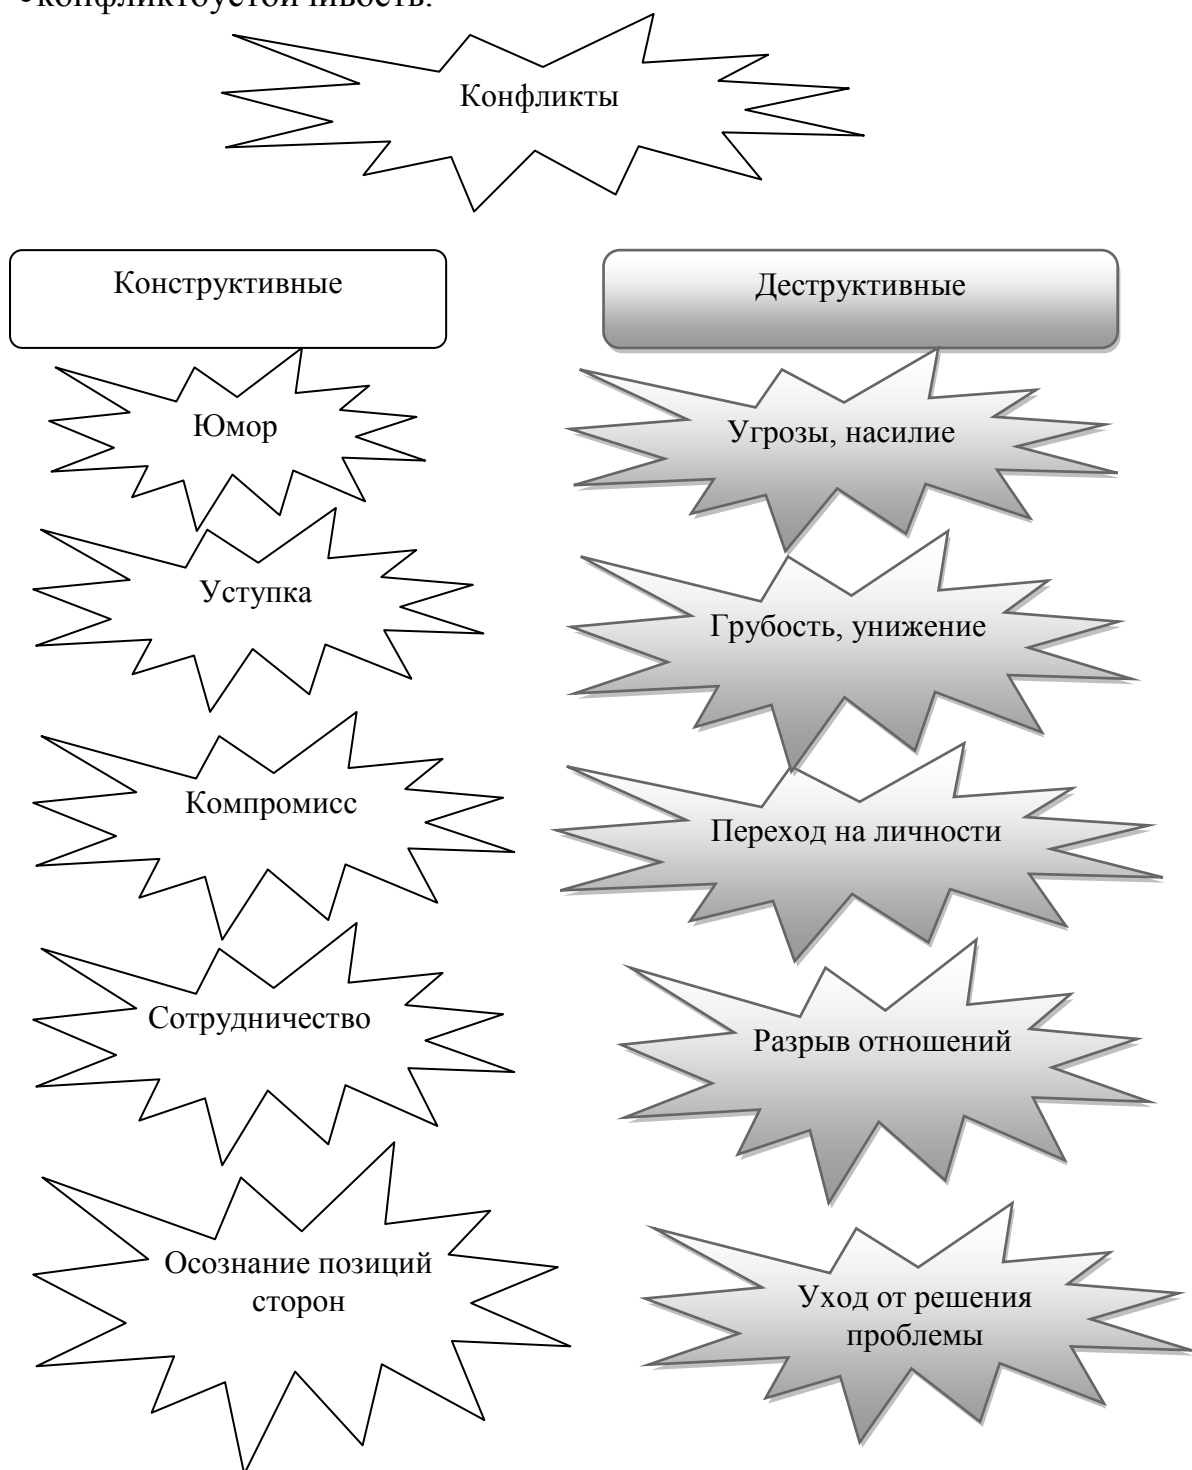 конфликтоустойчивость.
Конфликты
Конструктивные
Юмор
Уступка
Компромисс
Сотрудничество
Осознание позиций
сторон
Деструктивные
Угрозы, насилие
Грубость, унижение
Переход на личности
Разрыв отношений
Уход от решения
проблемы